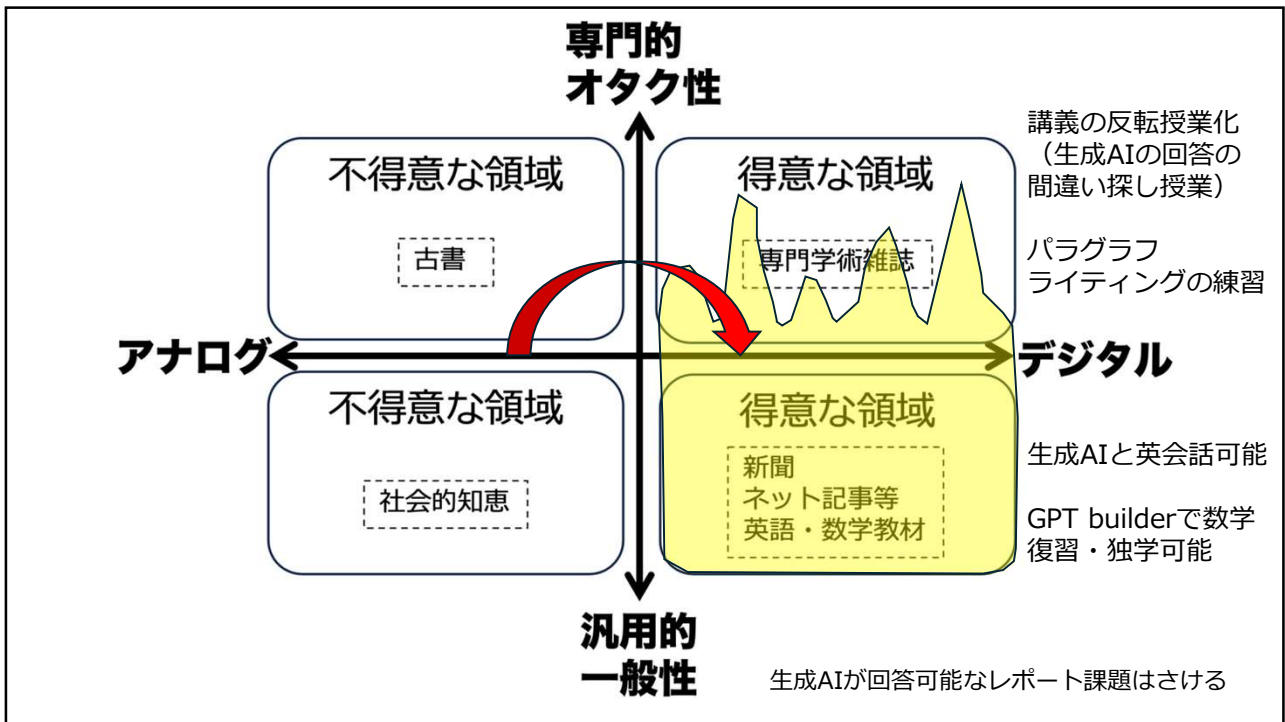 専門的
オタク性
不得意な領域
古書
得意な領域
専門学術雑誌
講義の反転授業化
（生成AIの回答の
間違い探し授業）
パラグラフ
ライティングの練習
アナログ
デジタル
不得意な領域
社会的知恵
得意な領域
新聞
ネット記事等
英語・数学教材
生成AIと英会話可能
GPT builderで数学
復習・独学可能
汎用的
一般性
生成AIが回答可能なレポート課題はさける